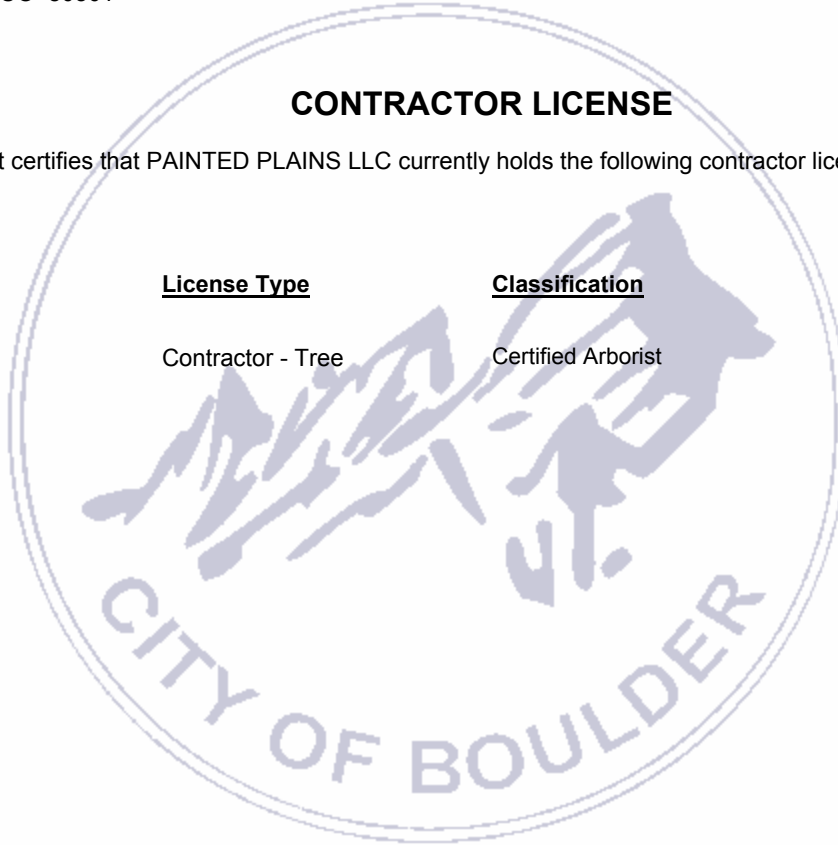 CONTRACTOR LICENSE
certifies that PAINTED PLAINS LLC currently holds the following contractor
License Type Classification
Contractor - Tree Certified Arborist
CITY OF BOULDER